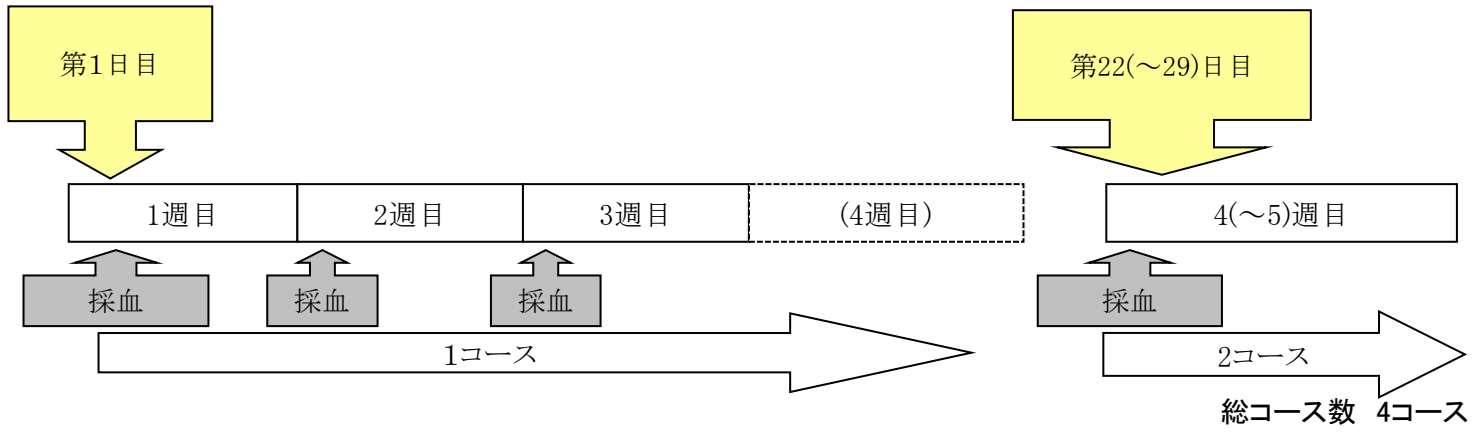 第1日目
第22(～29)日目
1週目
2週目
3週目
(4週目)
4(～5)週目
採血
採血
採血
採血
1コース
2コース
総コース数 4コース